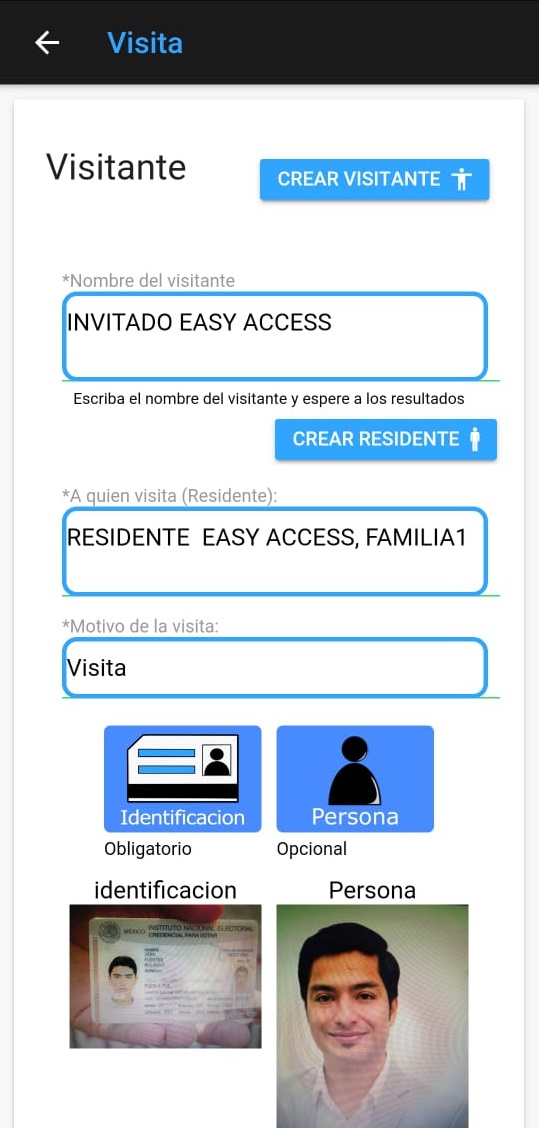 Visita
Visitante
CREAR VISITANTE
*Nombre del visitante
INVITADO EASY ACCESS
Escriba el nombre del visitante y espere a los resultados
CREAR RESIDENTE
*A quien visita (Residente):
RESIDENTE  EASY ACCESS, FAMILIA1
*Motivo de la visita:
Visita
Identificacion
Persona
Obligatorio
Opcional
identificacion
Persona
MÉXICO INSTITUTO NACIONAL ELECTORAL
CREDENCIAL PARA VOTAR